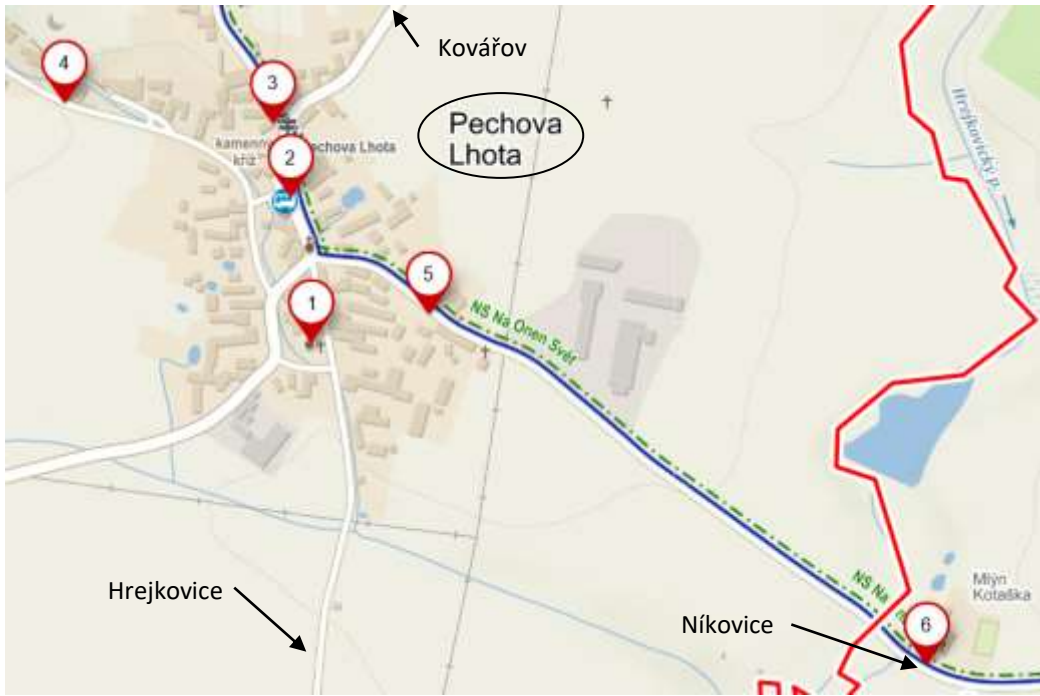 Kovářov
4
3
Pechova
Lhota
Pechova Lhota
kříž
2
Hrejkovický p.
5
1
NS Na Onen Svět
Hrejkovice
NS Na
Mlýn
Kotaška
Níkovice
6